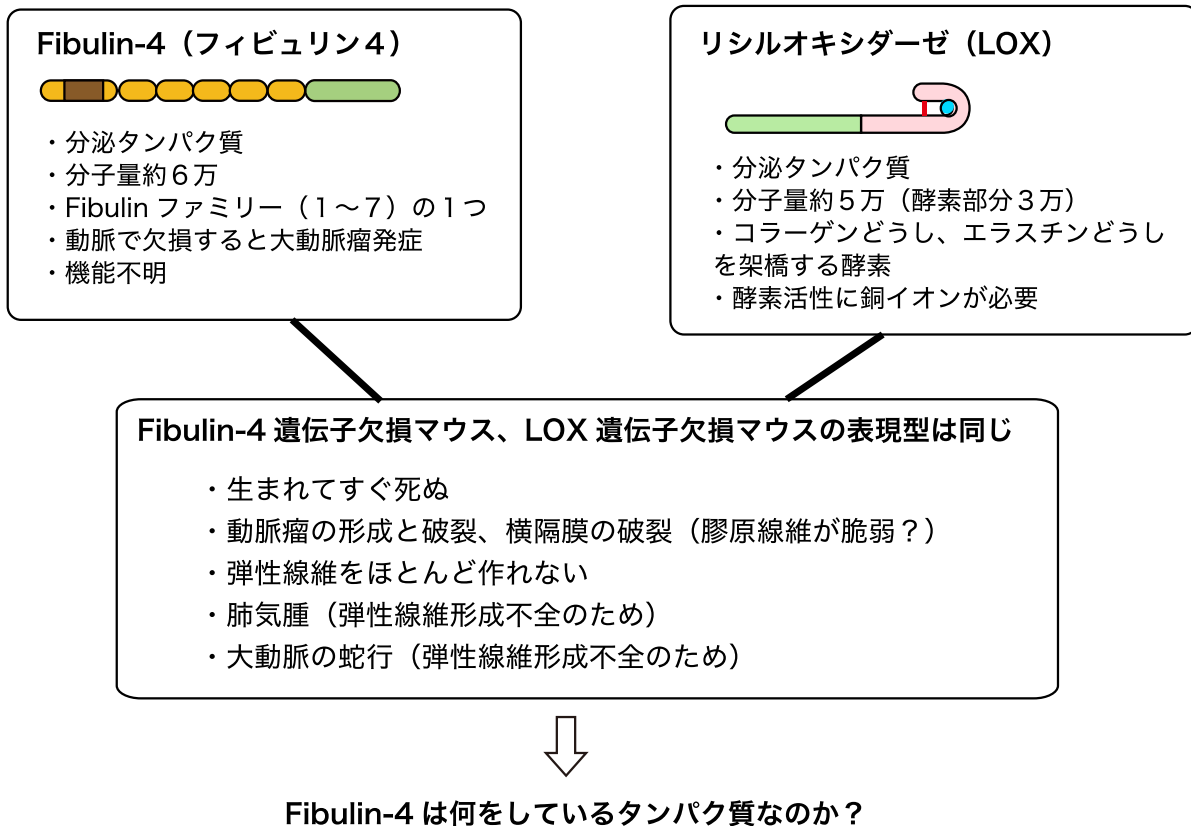 Fibulin-4（フィビュリン４）
・分泌タンパク質
・分子量約６万
・Fibulin ファミリー（１〜７）の１つ
・動脈で欠損すると大動脈瘤発症
・機能不明
リシルオキシダーゼ（LOX）
・分泌タンパク質
・分子量約５万（酵素部分３万）
・コラーゲンどうし、エラスチンどうし
を架橋する酵素
・酵素活性に銅イオンが必要
Fibulin-4 遺伝子欠損マウス、LOX 遺伝子欠損マウスの表現型は同じ
・生まれてすぐ死ぬ
・動脈瘤の形成と破裂、横隔膜の破裂（膠原線維が脆弱？）
・弾性線維をほとんど作れない
・肺気腫（弾性線維形成不全のため）
・大動脈の蛇行（弾性線維形成不全のため）
Fibulin-4 は何をしているタンパク質なのか？